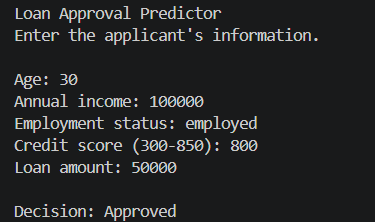 Loan Approval Predictor
Enter the applicant's information.
Age: 30
Annual income: 100000
Employment status: employed
Credit score (300-850): 800
Loan amount: 50000
Decision: Approved